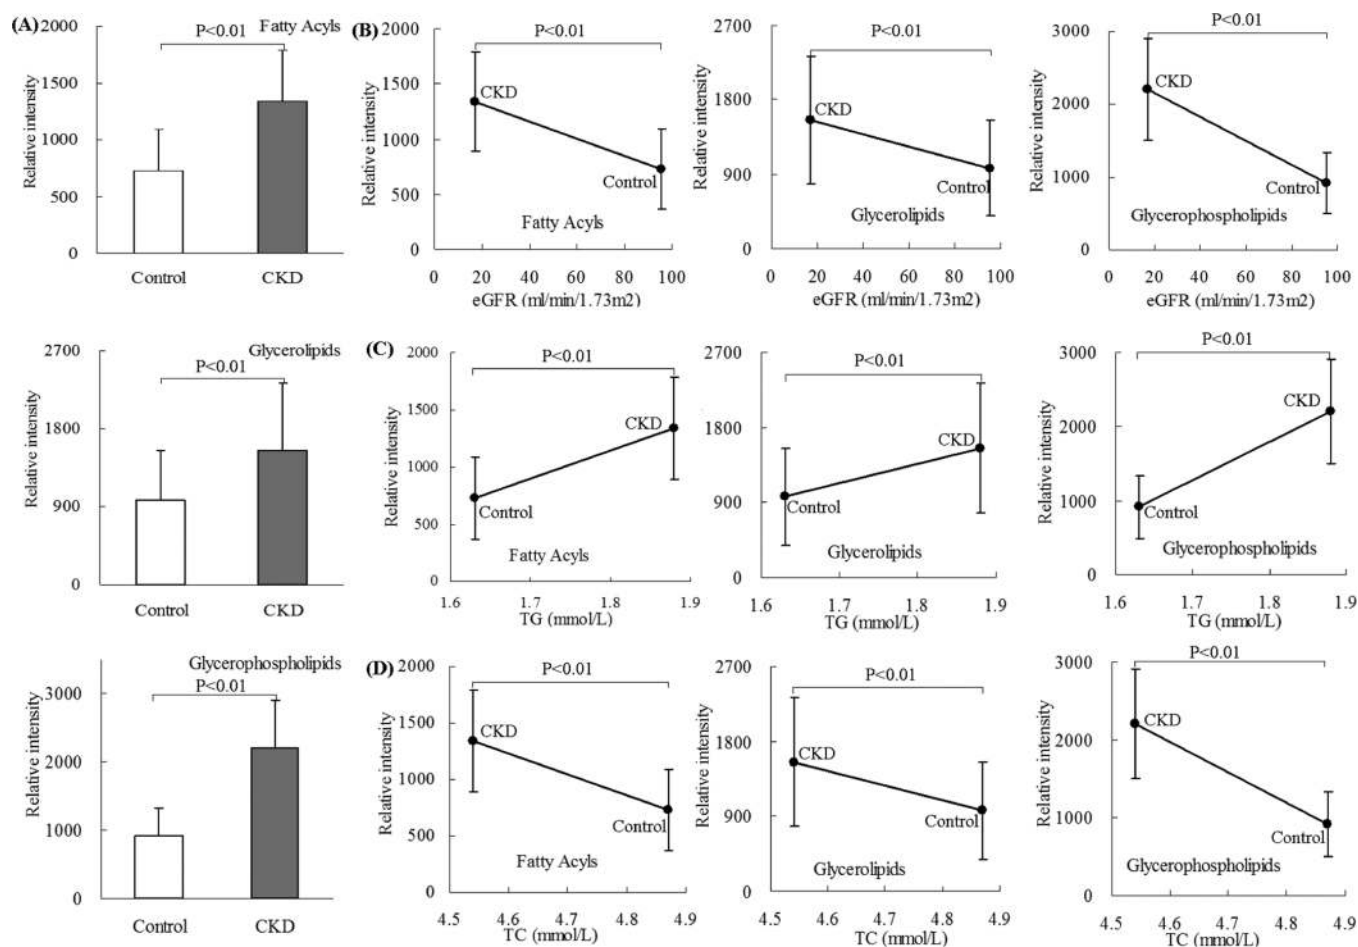 (A)
2000
Fatty Acyls
P<0.01
1500
1000
500
0
Relative intensity
Control
CKD
(B)
2000
P<0.01
1500
CKD
1000
Control
500
Fatty Acyls
0
Relative intensity
0 20 40 60 80 100
eGFR (ml/min/1.73m2)
2700
P<0.01
1800
CKD
900
Control
Glycerolipids
0
Relative intensity
0 20 40 60 80 100
eGFR (ml/min/1.73m2)
3000
P<0.01
CKD
2000
1000
Control
Glycerophospholipids
0
Relative intensity
0 20 40 60 80 100
eGFR (ml/min/1.73m2)
2700
Glycerolipids
P<0.01
1800
900
0
Relative intensity
Control
CKD
(C)
2000
P<0.01
1500
CKD
1000
Control
500
Fatty Acyls
0
Relative intensity
1.6 1.7 1.8 1.9
TG (mmol/L)
2700
P<0.01
1800
CKD
900
Control
Glycerolipids
0
Relative intensity
1.6 1.7 1.8 1.9
TG (mmol/L)
3000
P<0.01
CKD
2000
1000
Control
Glycerophospholipids
0
Relative intensity
1.6 1.7 1.8 1.9
TG (mmol/L)
Glycerophospholipids
P<0.01
3000
2000
1000
0
Relative intensity
Control
CKD
(D)
2000
P<0.01
1500
CKD
1000
Control
500
Fatty Acyls
0
Relative intensity
4.5 4.6 4.7 4.8 4.9
TC (mmol/L)
2700
P<0.01
1800
CKD
900
Control
Glycerolipids
0
Relative intensity
4.5 4.6 4.7 4.8 4.9
TC (mmol/L)
3000
P<0.01
CKD
2000
1000
Control
Glycerophospholipids
0
Relative intensity
4.5 4.6 4.7 4.8 4.9
TC (mmol/L)